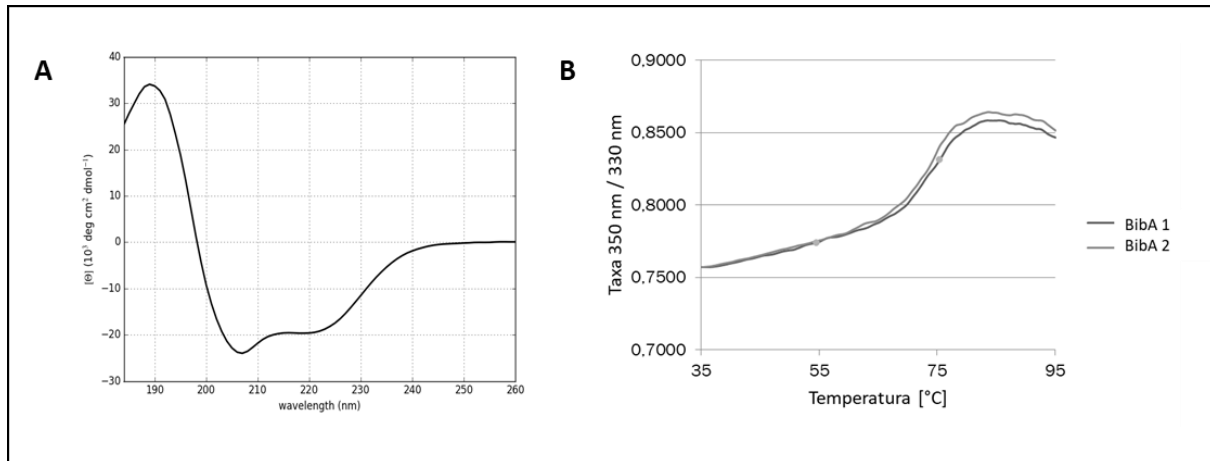 A
40
30
20
10
0
−10
−20
−30
190 200 210 220 230 240 250 260
wavelength (nm)
[Θ] (10³ deg cm² dmol⁻¹)
B
0,9000
0,8500
0,8000
0,7500
0,7000
35 55 75 95
Temperatura [°C]
Taxa 350 nm / 330 nm
BibA 1
BibA 2